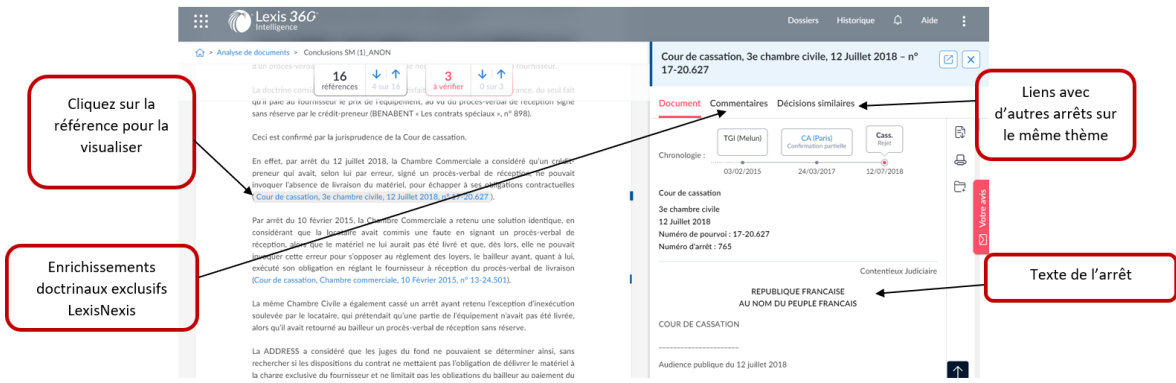 Lexis 360
Intelligence
Dossiers Historique Aide
> Analyse de documents > Conclusions SM (1)_ANON
16
références
4 sur 16
3
à vérifier
0 sur 3
qu'il paie au fournisseur le prix de l'équipement, au vu du procès-verbal de réception signé
sans réserve par le crédit-preneur (BENABENT « Les contrats spéciaux », n° 898).
Ceci est confirmé par la jurisprudence de la Cour de cassation.
En effet, par arrêt du 12 juillet 2018, la Chambre Commerciale a considéré qu'un crédit-
preneur qui avait, selon lui par erreur, signé un procès-verbal de réception, ne pouvait
invoquer l'absence de livraison du matériel, pour échapper à ses obligations contractuelles
( Cour de cassation, 3e chambre civile, 12 Juillet 2018, n° 17-20.627 ).
Par arrêt du 10 février 2015, la Chambre Commerciale a retenu une solution identique, en
considérant que la locataire avait commis une faute en signant un procès-verbal de
réception, alors que le matériel ne lui aurait pas été livré et que, dès lors, elle ne pouvait
invoquer cette erreur pour s'opposer au règlement des loyers, le bailleur ayant, quant à lui,
exécuté son obligation en réglant le fournisseur à réception du procès-verbal de livraison
(Cour de cassation, Chambre commerciale, 10 Février 2015, n° 13-24.501).
La même Chambre Civile a également cassé un arrêt ayant retenu l'exception d'inexécution
soulevée par le locataire, qui prétendait qu'une partie de l'équipement n'avait pas été livrée,
alors qu'il avait retourné au bailleur un procès-verbal de réception sans réserve.
La ADDRESS a considéré que les juges du fond ne pouvaient se déterminer ainsi, sans
rechercher si les dispositions du contrat ne mettaient pas l'obligation de délivrer le matériel à
la charge exclusive du fournisseur et ne limitait pas les obligations du bailleur au paiement du
Cour de cassation, 3e chambre civile, 12 Juillet 2018 – n°
17-20.627
Document Commentaires Décisions similaires
Chronologie :
TGI (Melun)
03/02/2015
CA (Paris)
Confirmation partielle
24/03/2017
Cass.
Rejet
12/07/2018
Cour de cassation
3e chambre civile
12 Juillet 2018
Numéro de pourvoi : 17-20.627
Numéro d'arrêt : 765
Contentieux Judiciaire
REPUBLIQUE FRANCAISE
AU NOM DU PEUPLE FRANCAIS
COUR DE CASSATION
Audience publique du 12 juillet 2018
Votre avis
Cliquez sur la
référence pour la
visualiser
Enrichissements
doctrinaux exclusifs
LexisNexis
Liens avec
d'autres arrêts sur
le même thème
Texte de l'arrêt